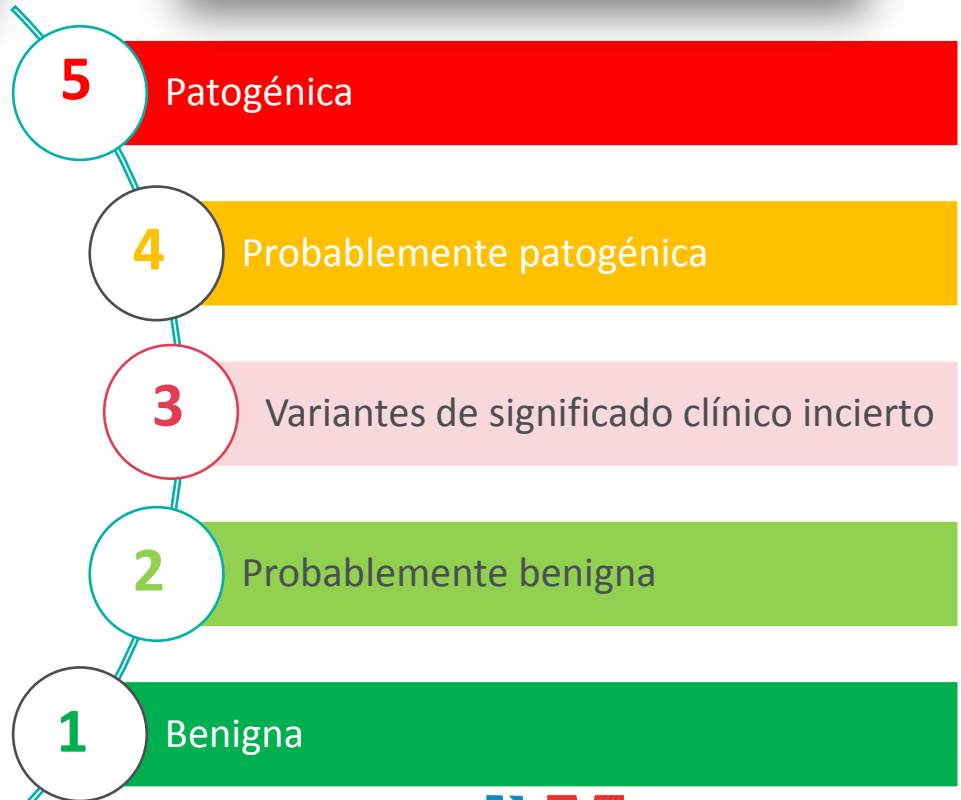 5 Patogénica
4 Probablemente patogénica
3 Variantes de significado clínico incierto
2 Probablemente benigna
1 Benigna